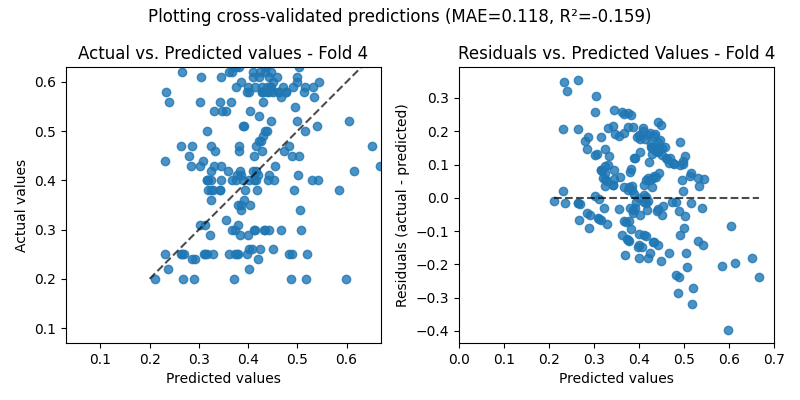 Plotting cross-validated predictions (MAE=0.118, R²=-0.159)
Actual vs. Predicted values - Fold 4
Actual values
0.6
0.5
0.4
0.3
0.2
0.1
0.1 0.2 0.3 0.4 0.5 0.6
Predicted values
Residuals vs. Predicted Values - Fold 4
Residuals (actual - predicted)
0.3
0.2
0.1
0.0
−0.1
−0.2
−0.3
−0.4
0.0 0.1 0.2 0.3 0.4 0.5 0.6 0.7
Predicted values